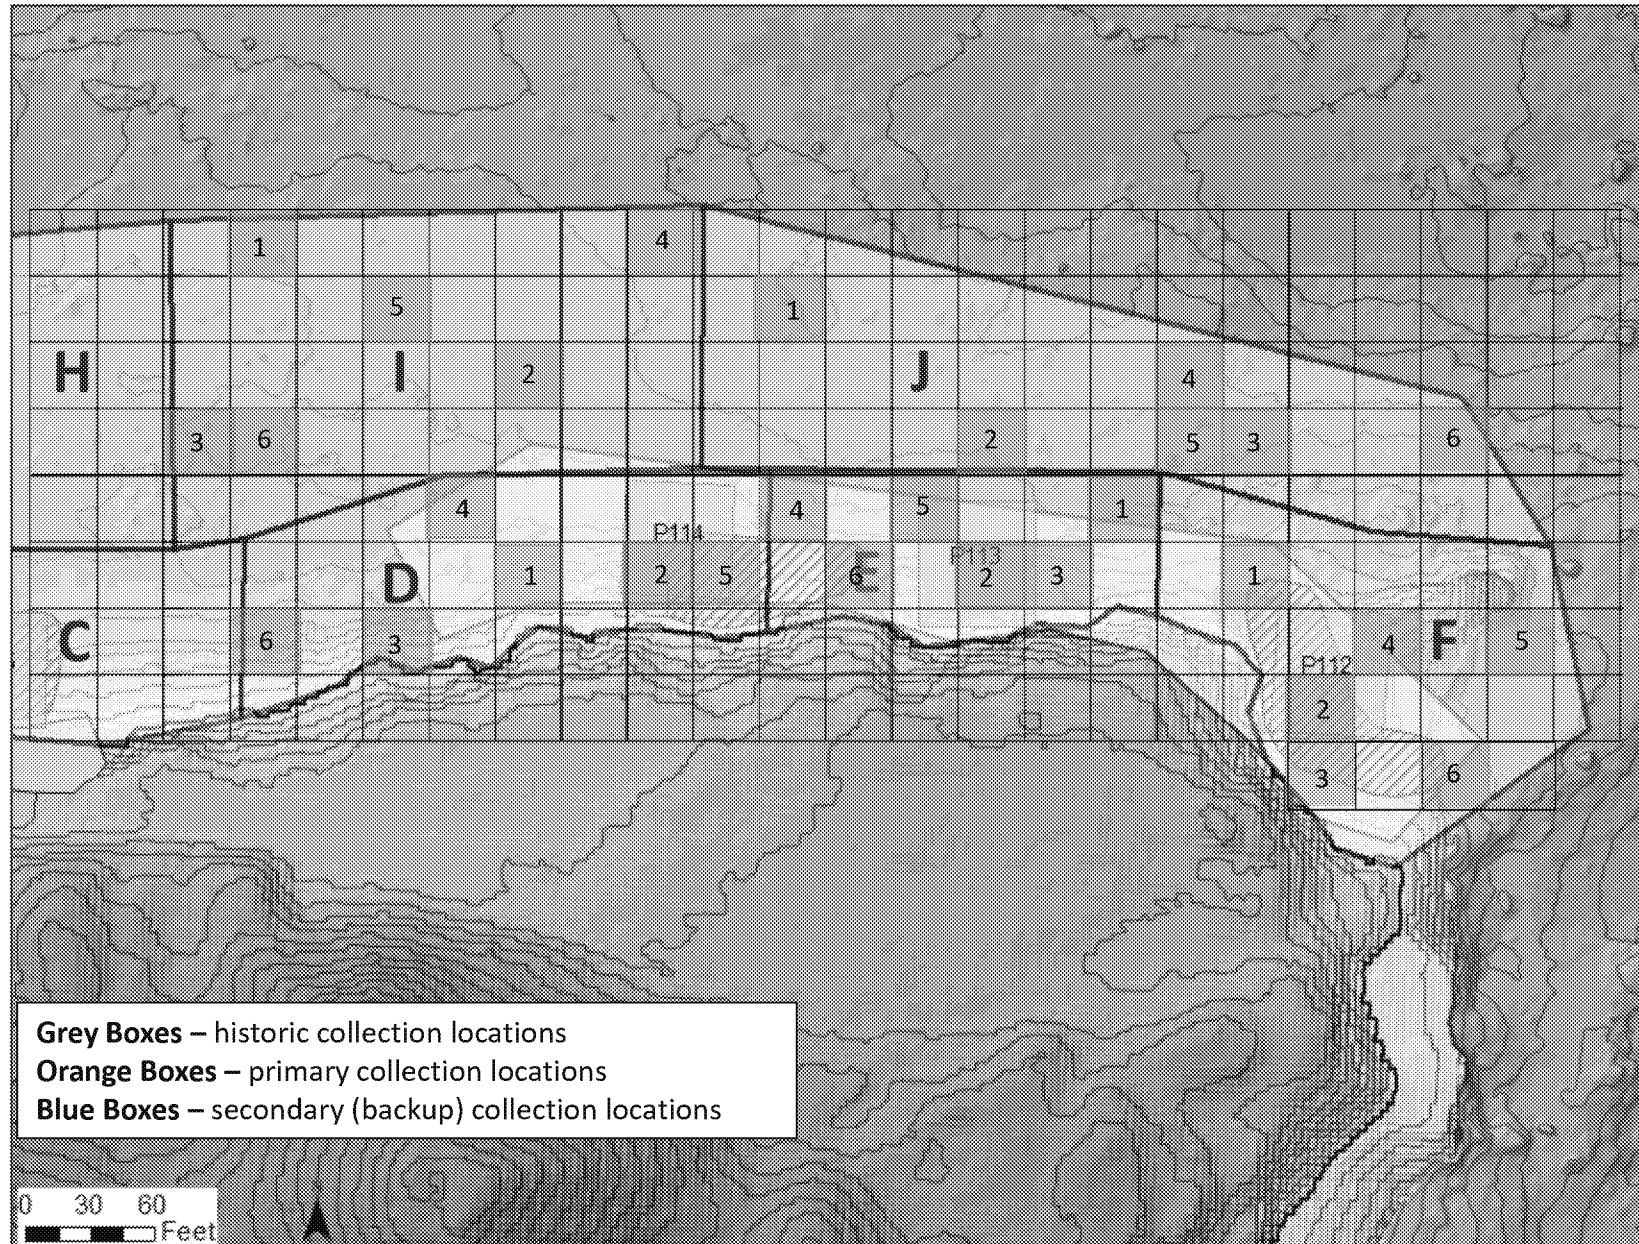 1 4
5 1
H I 2 J 4
3 6 2 5 3 6
4 4 5 1
P114
D 1 2 5 6 E P113 2 3 1
C 6 3 4 F 5
P112
2
3 6
Grey Boxes – historic collection locations
Orange Boxes – primary collection locations
Blue Boxes – secondary (backup) collection locations
0 30 60
Feet